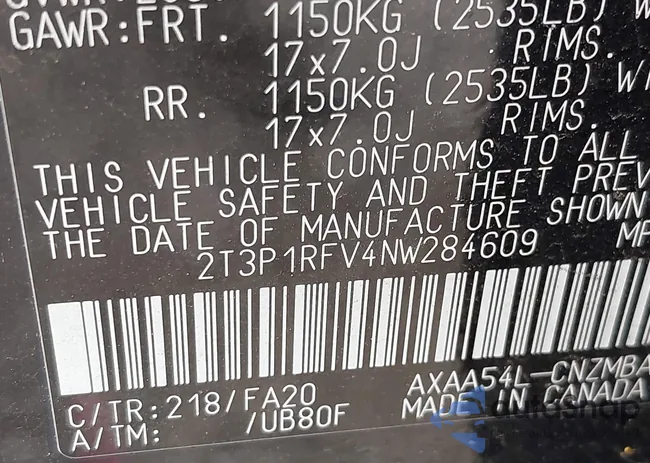 GAWR:FRT. 1150KG (2535LB)
17x7.0J RIMS.
RR. 1150KG (2535LB)
17x7.0J RIMS.
THIS VEHICLE CONFORMS TO ALL
VEHICLE SAFETY AND THEFT PREV
THE DATE OF MANUFACTURE SHOWN
2T3P1RFV4NW284609
C/TR:218/FA20 AXAA54L-CNZMBA
A/TM: /UB80F MADE IN CANADA
autosnap